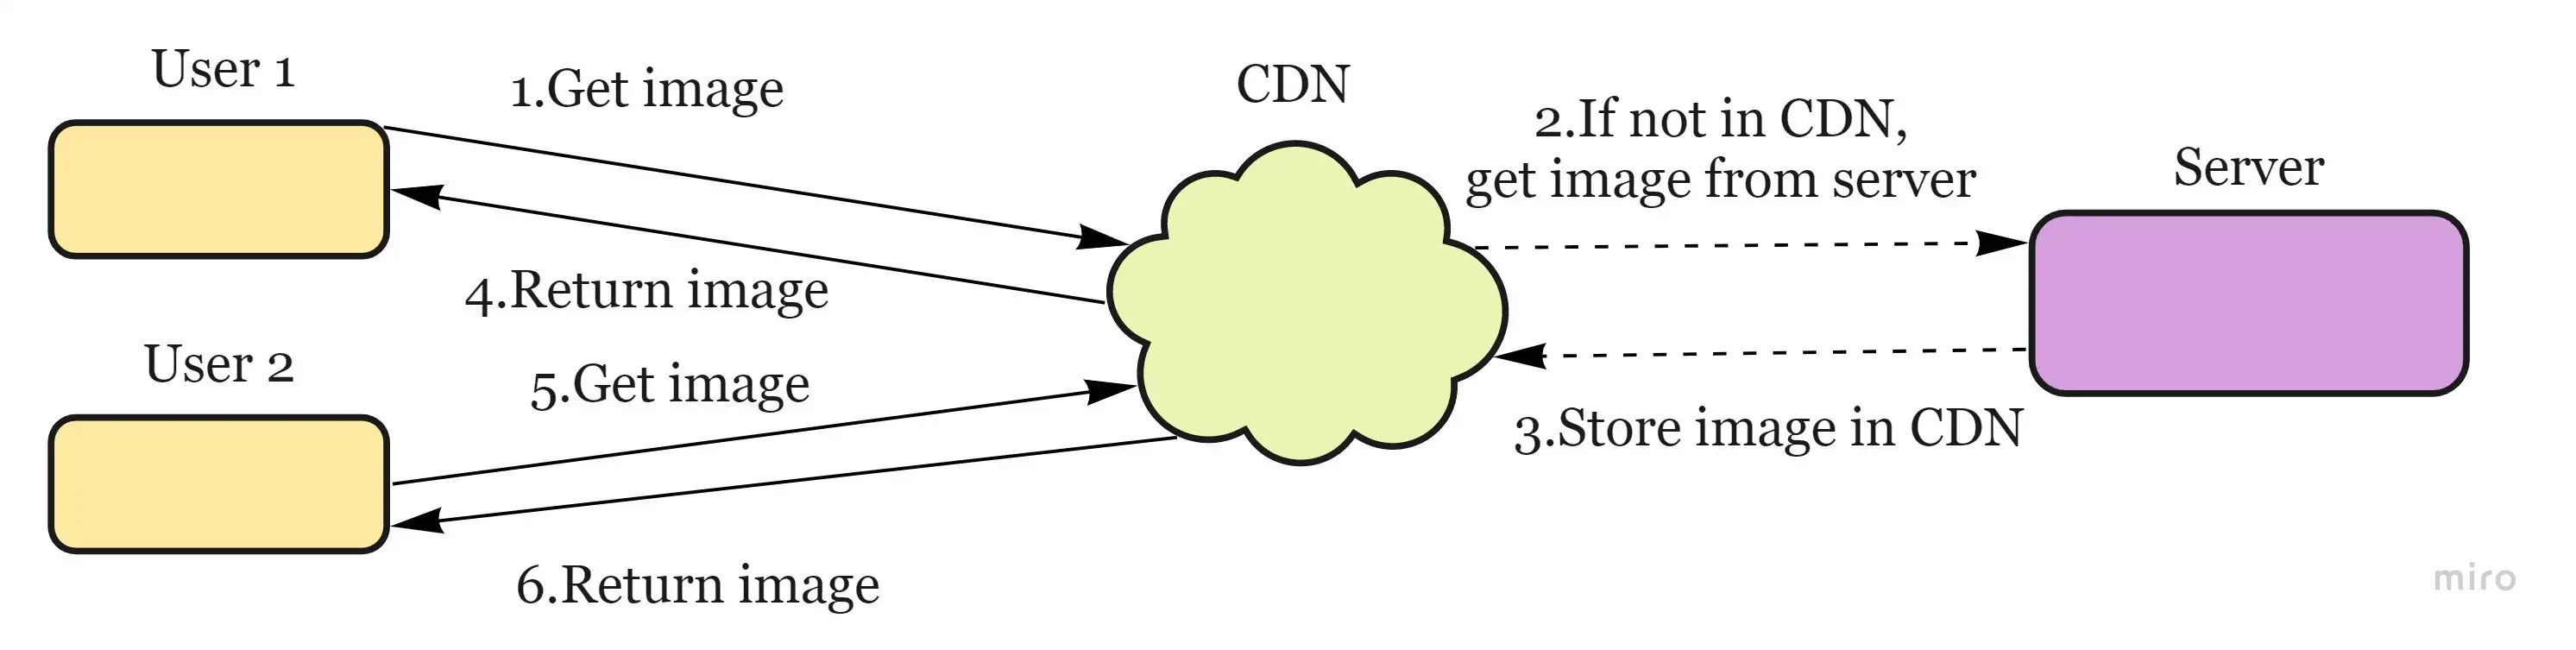 User 1
1.Get image
CDN
2.If not in CDN,
get image from server
Server
4.Return image
User 2
5.Get image
3.Store image in CDN
6.Return image
miro